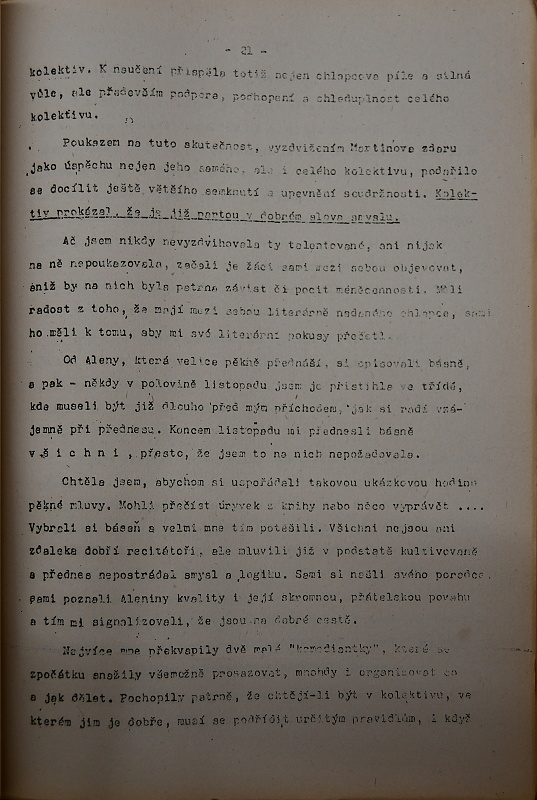 - 21 -
kolektiv. K naučení přispěla totiž nejen chlapcova píle a silná
vůle, ale především podpora, pochopení a ohleduplnost celého
kolektivu.
Poukazem na tuto skutečnost, vyzdvižením Martinova zdaru
jako úspěchu nejen jeho samého, ale i celého kolektivu, podařilo
se docílit ještě většího semknutí a upevnění soudržnosti. Kolek-
tiv prokázal, že je již partou v dobrém slova smyslu.
Ač jsem nikdy nevyzdvihovala ty talentované, ani nijak
na ně nepoukazovala, začali je žáci sami mezi sebou objevovat,
aniž by na nich byla patrna závist či pocit méněcennosti. Měli
radost z toho, že mají mezi sebou literárně nadaného chlapce, sami
ho měli k tomu, aby mi své literární pokusy přečetl.
Od Aleny, která velice pěkně přednáší, si opisovali básně,
a pak - někdy v polovině listopadu jsem je přistihla ve třídě,
kde museli být již dlouho před mým příchodem, jak si radí vzá-
jemně při přednesu. Koncem listopadu mi přednesli báseň
v š i c h n i , přesto, že jsem to na nich nepožadovala.
Chtěla jsem, abychom si uspořádali takovou ukázkovou hodinu
pěkné mluvy. Mohli přečíst úryvek z knihy nebo něco vyprávět ....
Vybrali si báseň a velmi mne tím potěšili. Všichni nejsou ani
zdaleka dobří recitátoři, ale mluvili již v podstatě kultivovaně
a přednes nepostrádal smysl a logiku. Sami si našli svého poradce,
sami poznali Aleniny kvality i její skromnou, přátelskou povahu
a tím mi signalizovali, že jsou na dobré cestě.
Nejvíce mne překvapily dvě malé "komediantky", které se
zpočátku snažily všemožně prosazovat, mnohdy i organizovat co
a jak dělat. Pochopily patrně, že chtějí-li být v kolektivu, ve
kterém jim je dobře, musí se podřídit určitým pravidlům, i když